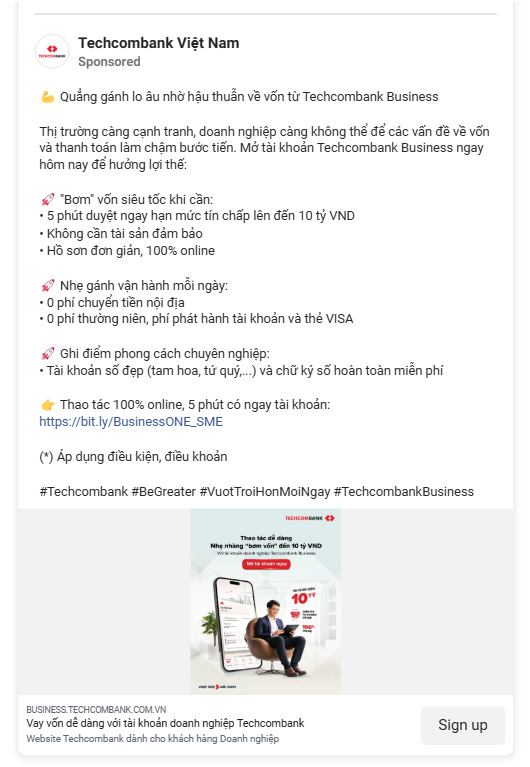 TECHCOMBANK
Techcombank Việt Nam
Sponsored
💪 Quẳng gánh lo âu nhờ hậu thuẫn về vốn từ Techcombank Business
Thị trường càng cạnh tranh, doanh nghiệp càng không thể để các vấn đề về vốn
và thanh toán làm chậm bước tiến. Mở tài khoản Techcombank Business ngay
hôm nay để hưởng lợi thế:
🚀 "Bơm" vốn siêu tốc khi cần:
• 5 phút duyệt ngay hạn mức tín chấp lên đến 10 tỷ VND
• Không cần tài sản đảm bảo
• Hồ sơ đơn giản, 100% online
🚀 Nhẹ gánh vận hành mỗi ngày:
• 0 phí chuyển tiền nội địa
• 0 phí thường niên, phí phát hành tài khoản và thẻ VISA
🚀 Ghi điểm phong cách chuyên nghiệp:
• Tài khoản số đẹp (tam hoa, tứ quý,...) và chữ ký số hoàn toàn miễn phí
👉 Thao tác 100% online, 5 phút có ngay tài khoản:
https://bit.ly/BusinessONE_SME
(*) Áp dụng điều kiện, điều khoản
#Techcombank #BeGreater #VuotTroiHonMoiNgay #TechcombankBusiness
TECHCOMBANK
Thao tác dễ dàng
Nhẹ nhàng "bơm vốn" đến 10 tỷ VND
Với tài khoản doanh nghiệp Techcombank Business
Mở tài khoản ngay
10 TỶ
100%
BUSINESS.TECHCOMBANK.COM.VN
Vay vốn dễ dàng với tài khoản doanh nghiệp Techcombank
Website Techcombank dành cho khách hàng Doanh nghiệp
Sign up